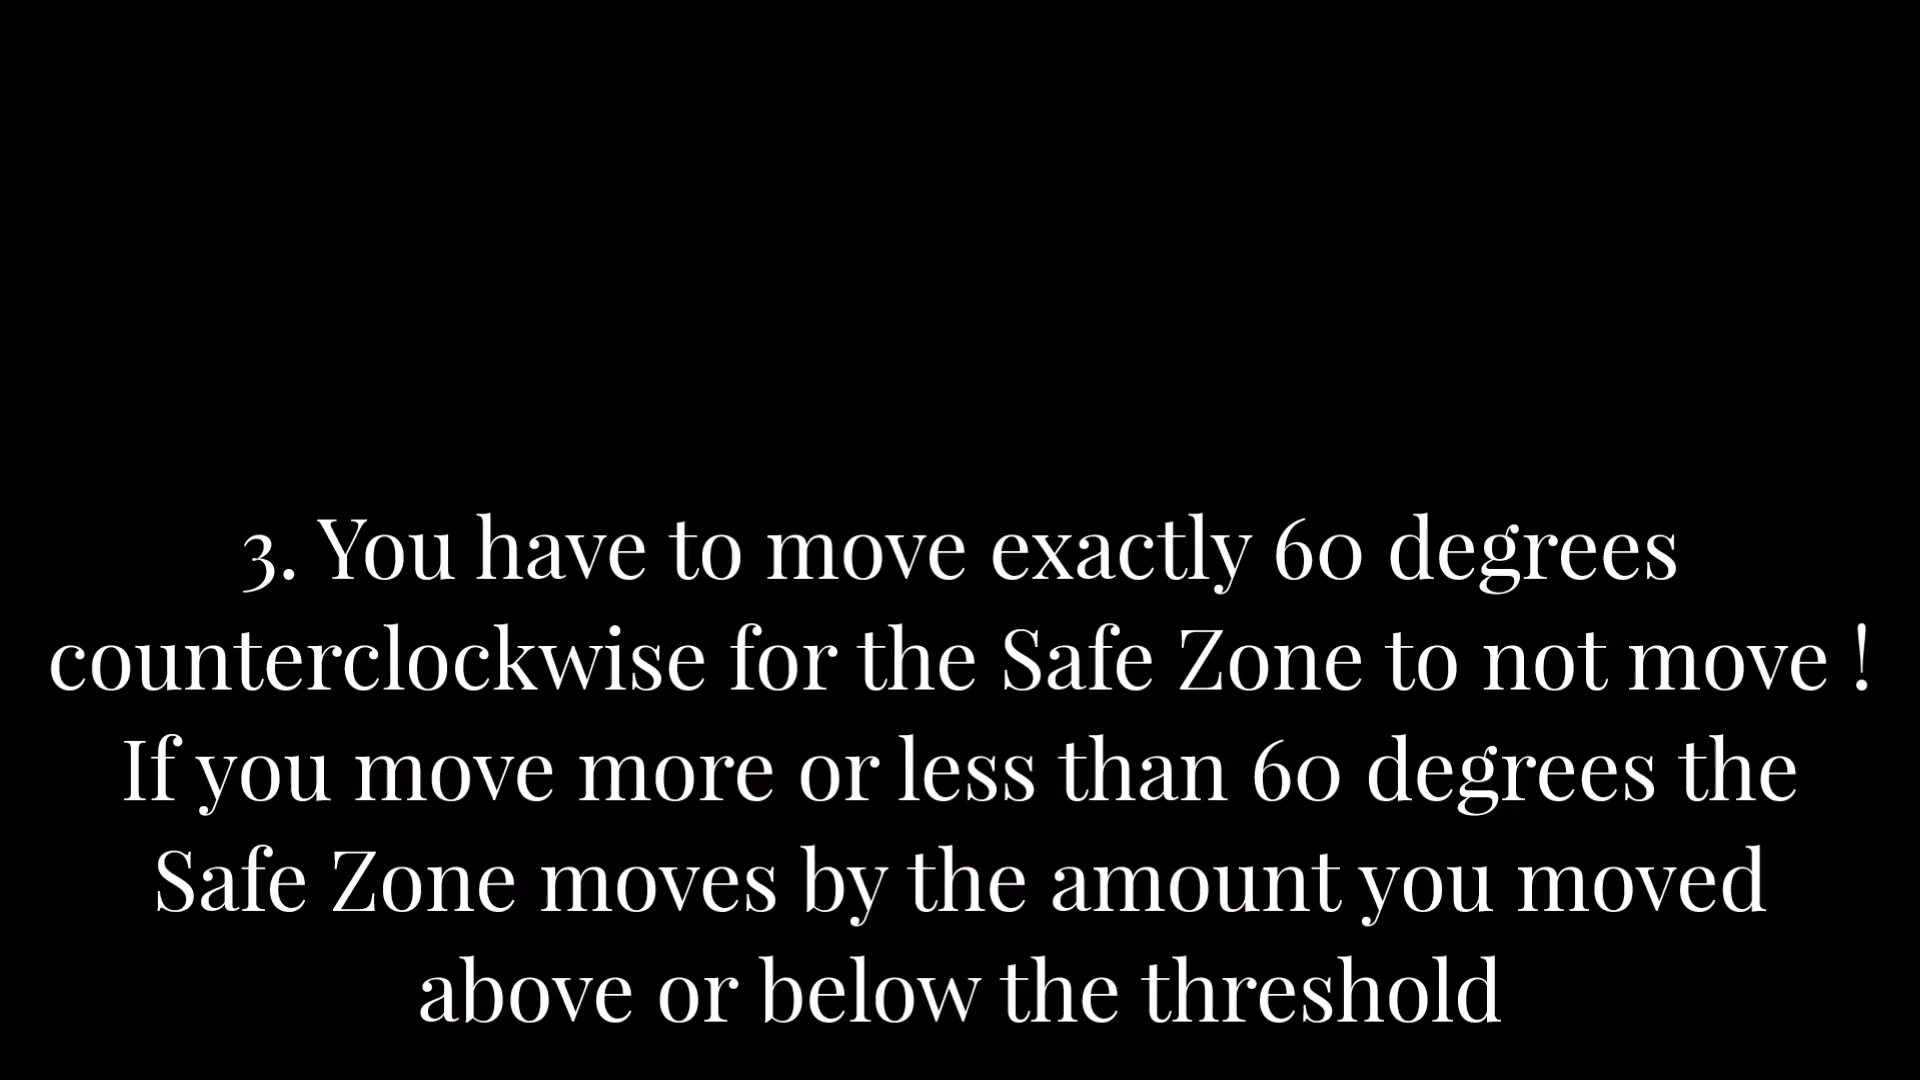 3. You have to move exactly 60 degrees
counterclockwise for the Safe Zone to not move !
If you move more or less than 60 degrees the
Safe Zone moves by the amount you moved
above or below the threshold